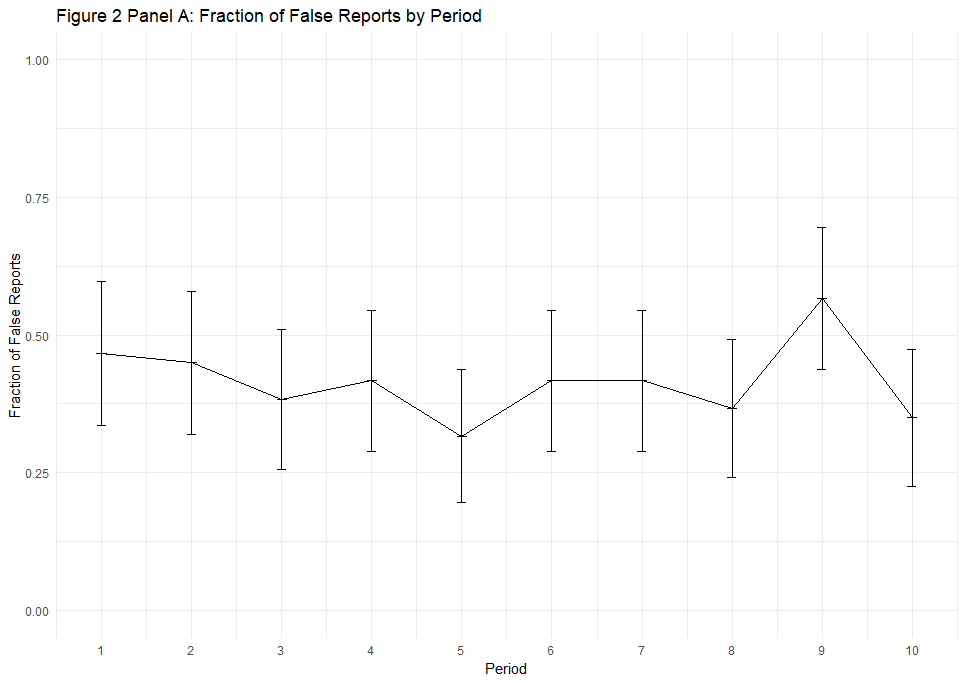 Figure 2 Panel A: Fraction of False Reports by Period
Fraction of False Reports
1.00
0.75
0.50
0.25
0.00
1 2 3 4 5 6 7 8 9 10
Period